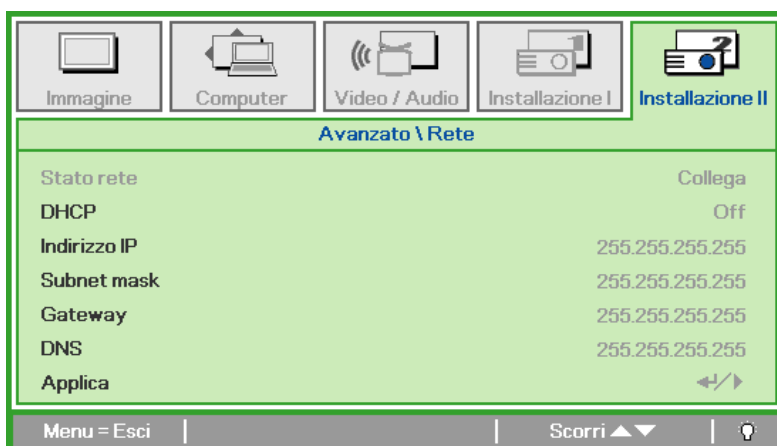 Immagine
Computer
Video / Audio
Installazione I
Installazione II
Avanzato \ Rete
Stato rete Collega
DHCP Off
Indirizzo IP 255.255.255.255
Subnet mask 255.255.255.255
Gateway 255.255.255.255
DNS 255.255.255.255
Applica
Menu = Esci Scorri ▲▼